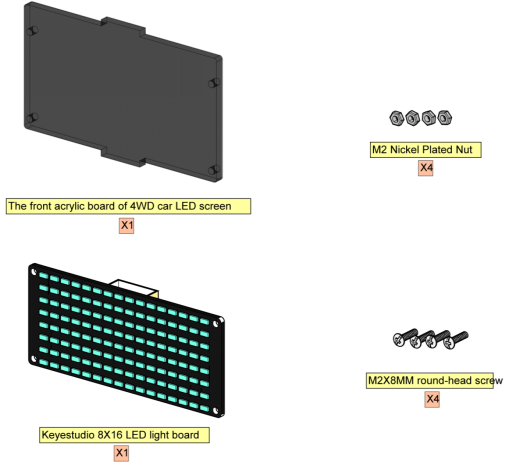 The front acrylic board of 4WD car LED screen
X1
M2 Nickel Plated Nut
X4
Keyestudio 8X16 LED light board
X1
M2X8MM round-head screw
X4